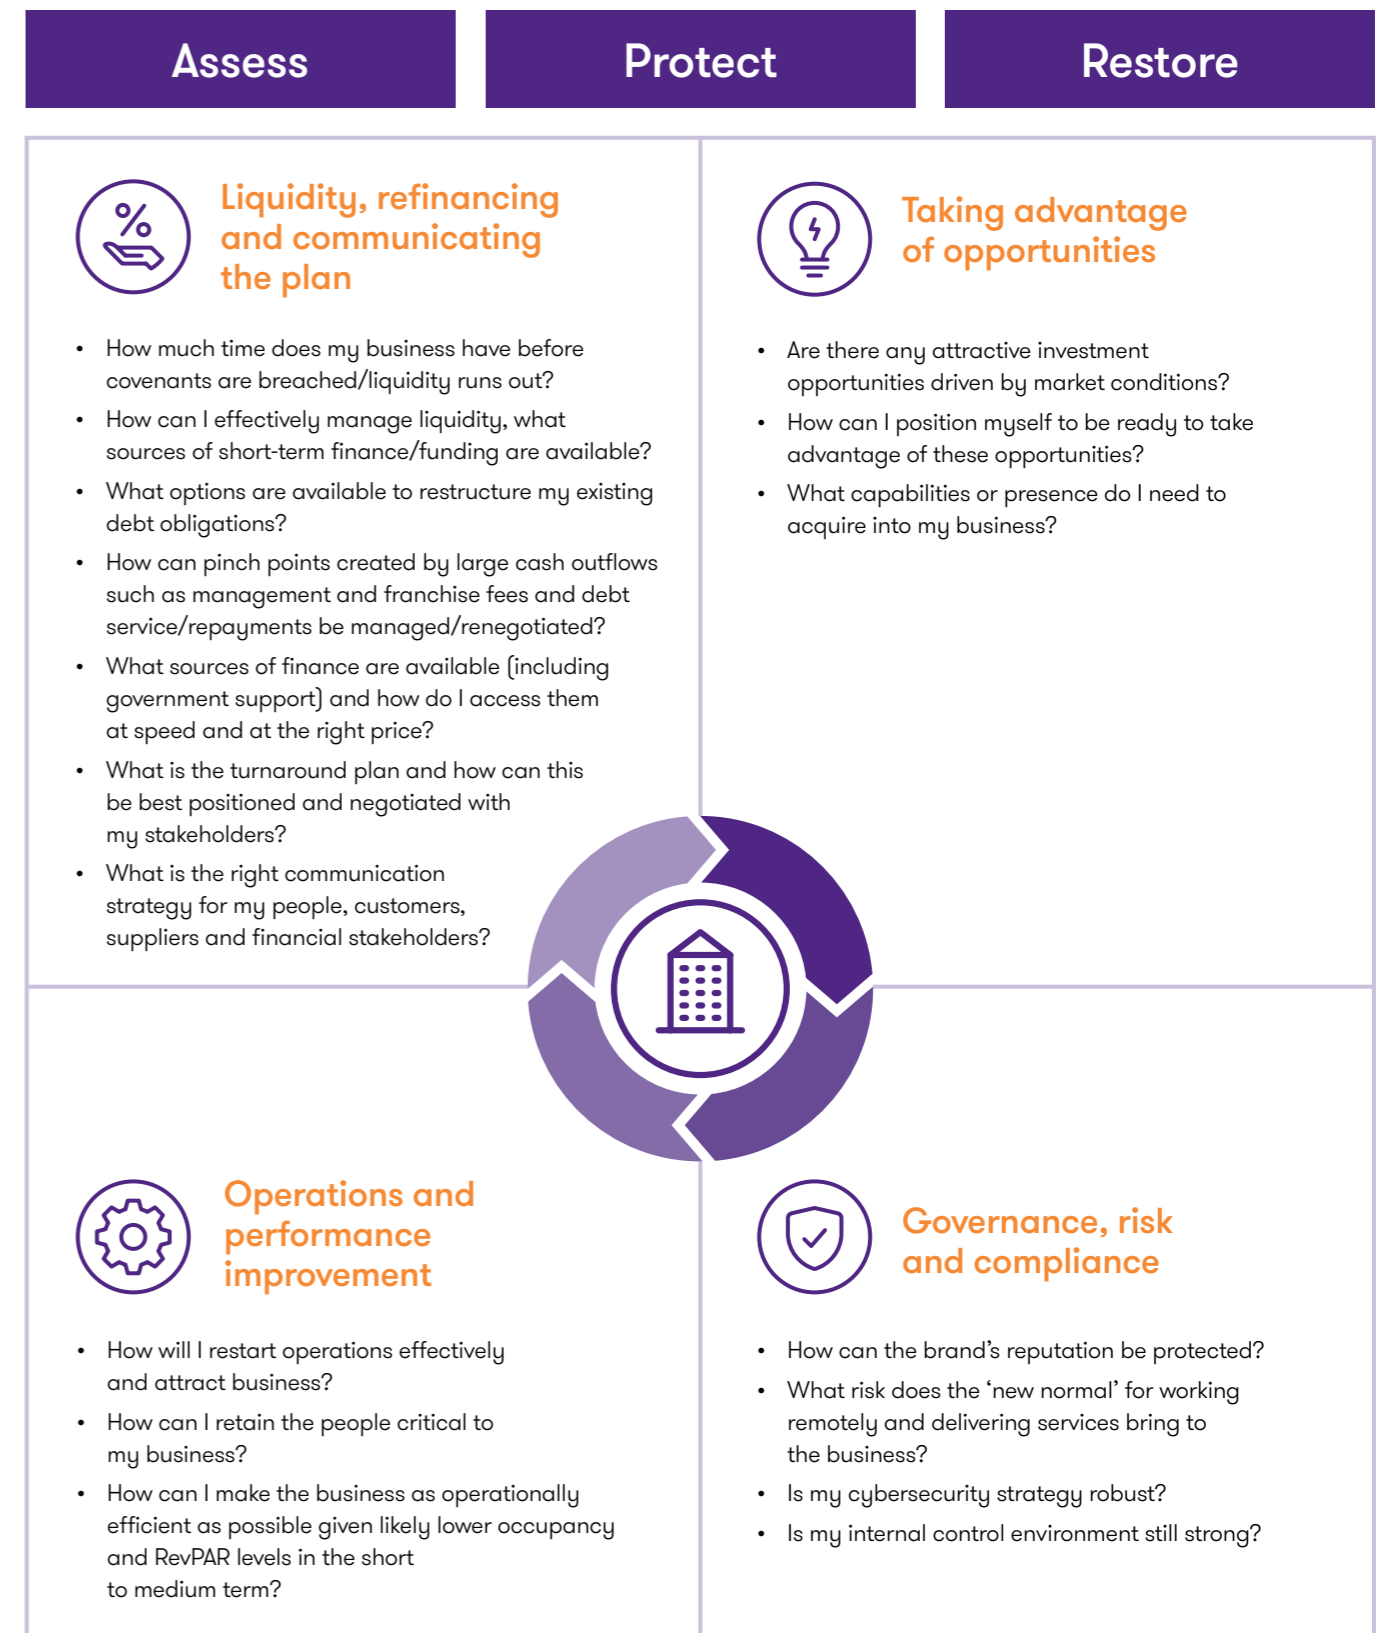 Assess
Protect
Restore
Liquidity, refinancing
and communicating
the plan
• How much time does my business have before
covenants are breached/liquidity runs out?
• How can I effectively manage liquidity, what
sources of short-term finance/funding are available?
• What options are available to restructure my existing
debt obligations?
• How can pinch points created by large cash outflows
such as management and franchise fees and debt
service/repayments be managed/renegotiated?
• What sources of finance are available (including
government support) and how do I access them
at speed and at the right price?
• What is the turnaround plan and how can this
be best positioned and negotiated with
my stakeholders?
• What is the right communication
strategy for my people, customers,
suppliers and financial stakeholders?
Taking advantage
of opportunities
• Are there any attractive investment
opportunities driven by market conditions?
• How can I position myself to be ready to take
advantage of these opportunities?
• What capabilities or presence do I need to
acquire into my business?
Operations and
performance
improvement
• How will I restart operations effectively
and attract business?
• How can I retain the people critical to
my business?
• How can I make the business as operationally
efficient as possible given likely lower occupancy
and RevPAR levels in the short
to medium term?
Governance, risk
and compliance
• How can the brand’s reputation be protected?
• What risk does the ‘new normal’ for working
remotely and delivering services bring to
the business?
• Is my cybersecurity strategy robust?
• Is my internal control environment still strong?